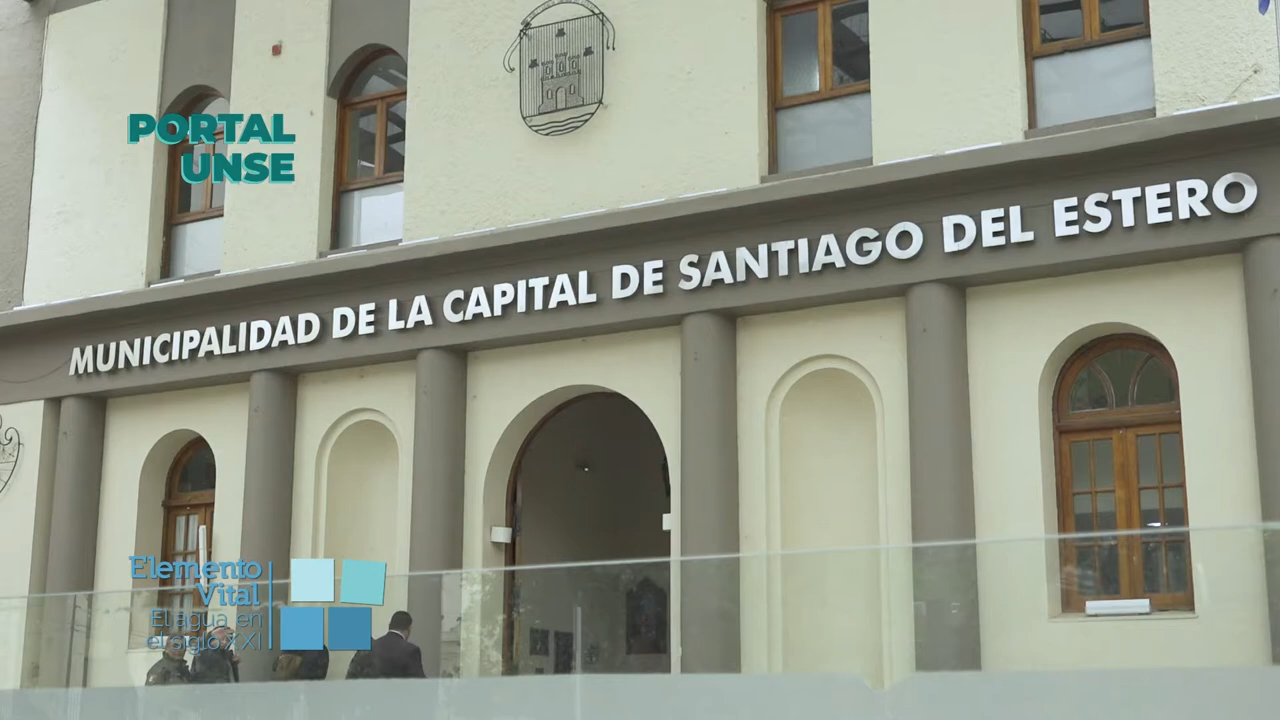 PORTAL
UNSE
MUNICIPALIDAD DE LA CAPITAL DE SANTIAGO DEL ESTERO
Elemento
Vital
El agua en
el siglo XXI